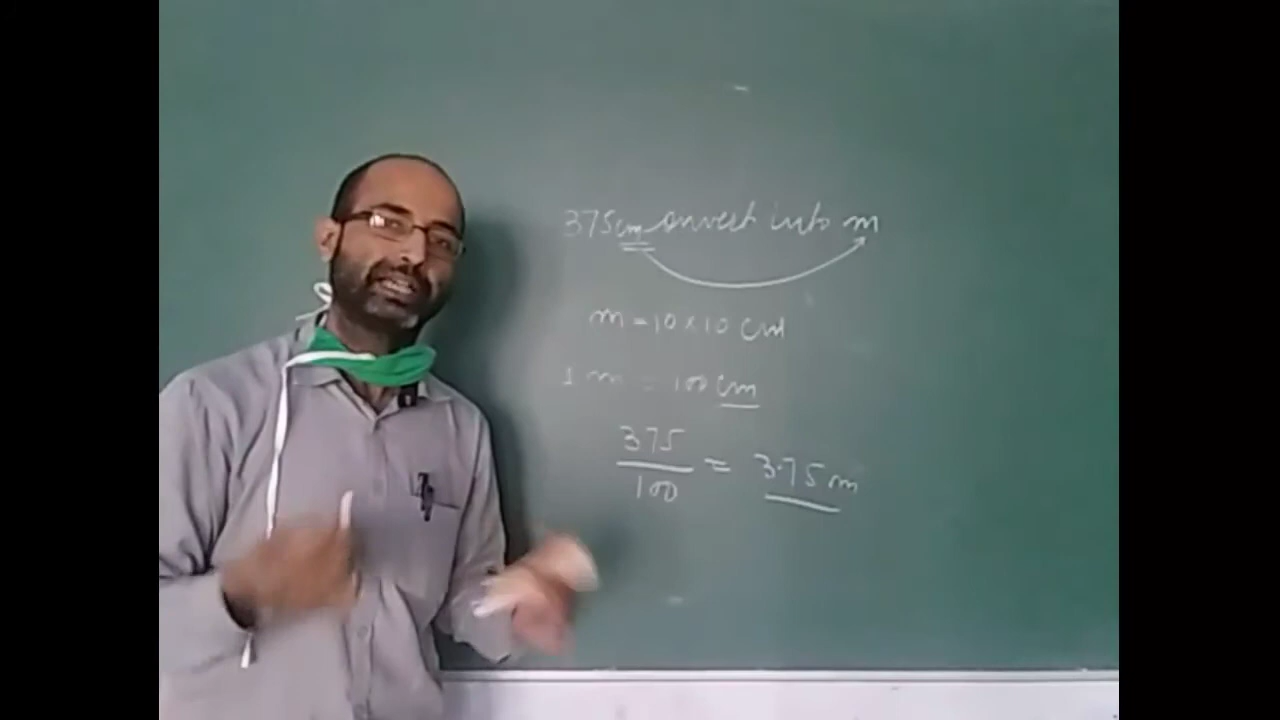 375cm convert into m
m = 10 × 10 cm
1 m = 100 cm
375
100
= 3.75 m